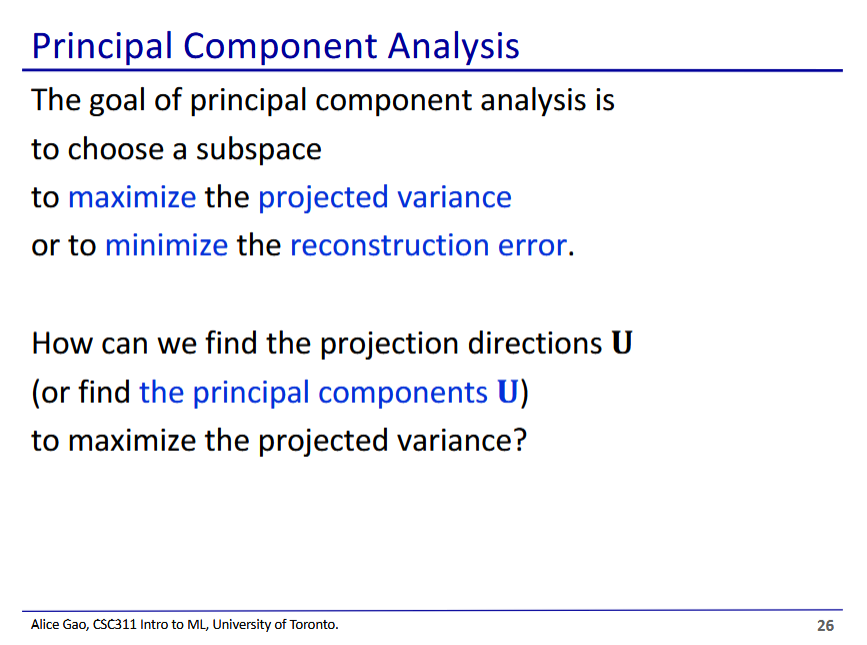 Principal Component Analysis
The goal of principal component analysis is
to choose a subspace
to maximize the projected variance
or to minimize the reconstruction error.
How can we find the projection directions U
(or find the principal components U)
to maximize the projected variance?
Alice Gao, CSC311 Intro to ML, University of Toronto.
26